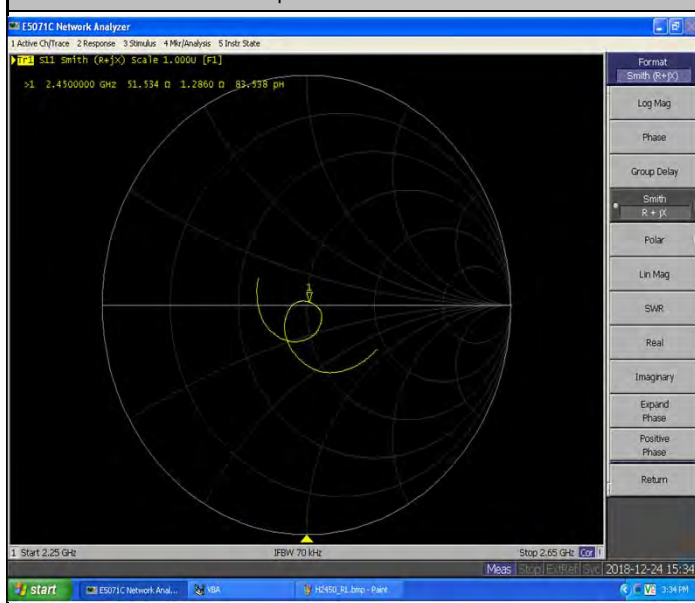 E5071C Network Analyzer
1 Active Ch/Trace 2 Response 3 Stimulus 4 Mkr/Analysis 5 Instr State
Tr1 S11 Smith (R+jX) Scale 1.000U [F1]
>1 2.4500000 GHz 51.534 Ω 1.2860 Ω 83.538 pH
1
Format
Smith (R+jX)
Log Mag
Phase
Group Delay
Smith
R + jX
Polar
Lin Mag
SWR
Real
Imaginary
Expand
Phase
Positive
Phase
Return
1 Start 2.25 GHz IFBW 70 kHz Stop 2.65 GHz Cor !
Meas Stop ExtRef Svc 2018-12-24 15:34
start E5071C Network Anal... VBA H2450_RL.bmp - Paint 3:34 PM